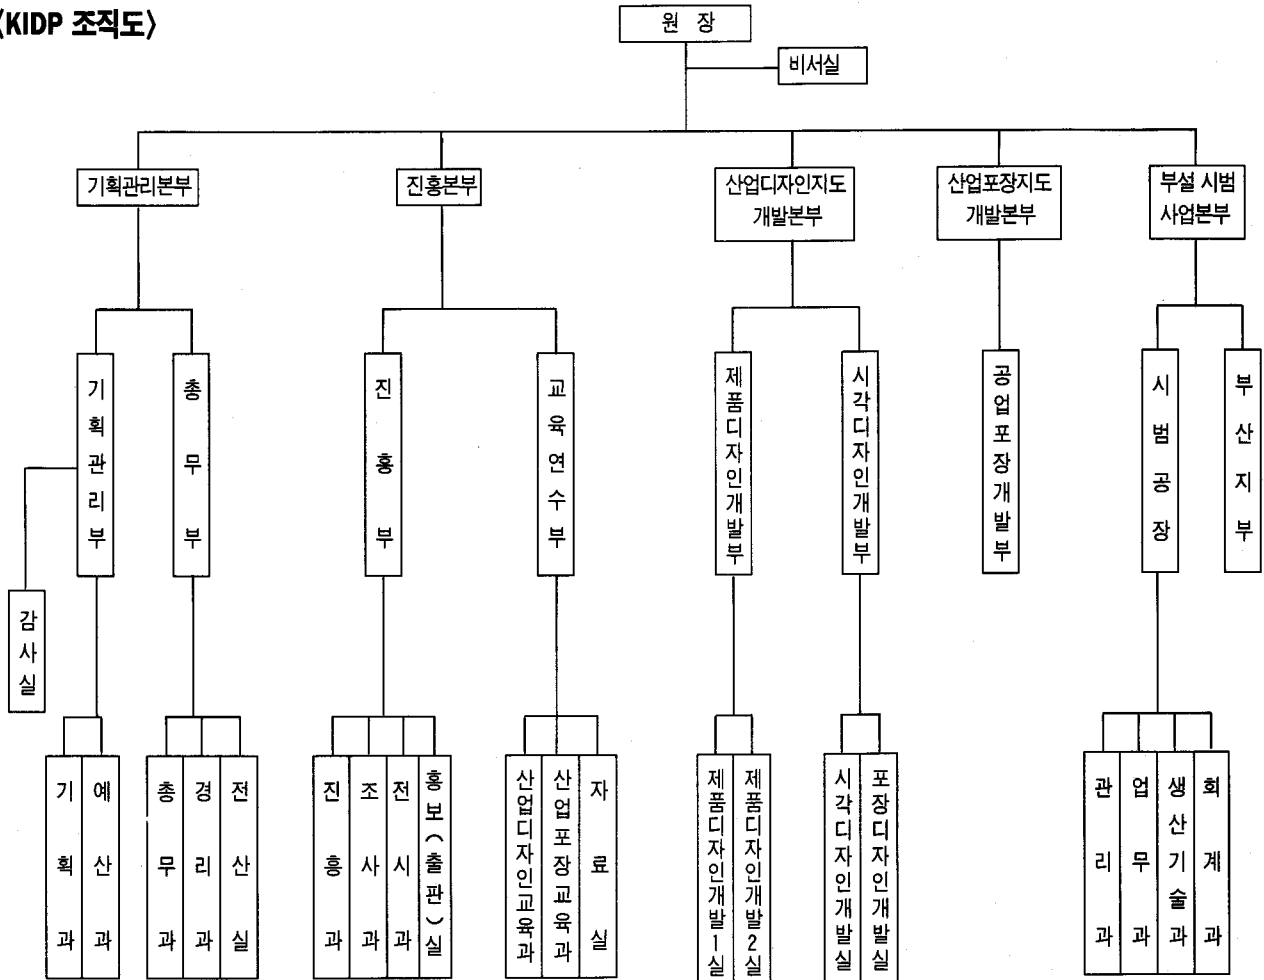 〈KIDP 조직도〉
원 장
비서실
기획관리본부
진홍본부
산업디자인지도
개발본부
산업포장지도
개발본부
부설 시범
사업본부
기획관리부
총무부
진홍부
교육연수부
제품디자인개발부
시각디자인개발부
공업포장개발부
시범공장
부산지부
감사실
기획과
예산과
총무과
경리과
전산실
진흥과
조사과
전시과
홍보(출판)실
산업디자인교육과
산업포장교육과
자료실
제품디자인개발1실
제품디자인개발2실
시각디자인개발실
포장디자인개발실
관리과
업무과
생산기술과
회계과